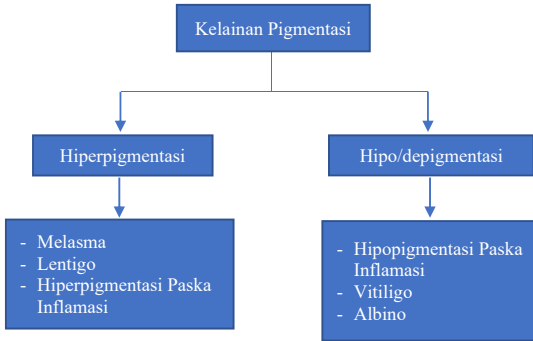 Kelainan Pigmentasi
Hiperpigmentasi
Hipo/depigmentasi
- Melasma
- Lentigo
- Hiperpigmentasi Paska
Inflamasi
- Hipopigmentasi Paska
Inflamasi
- Vitiligo
- Albino